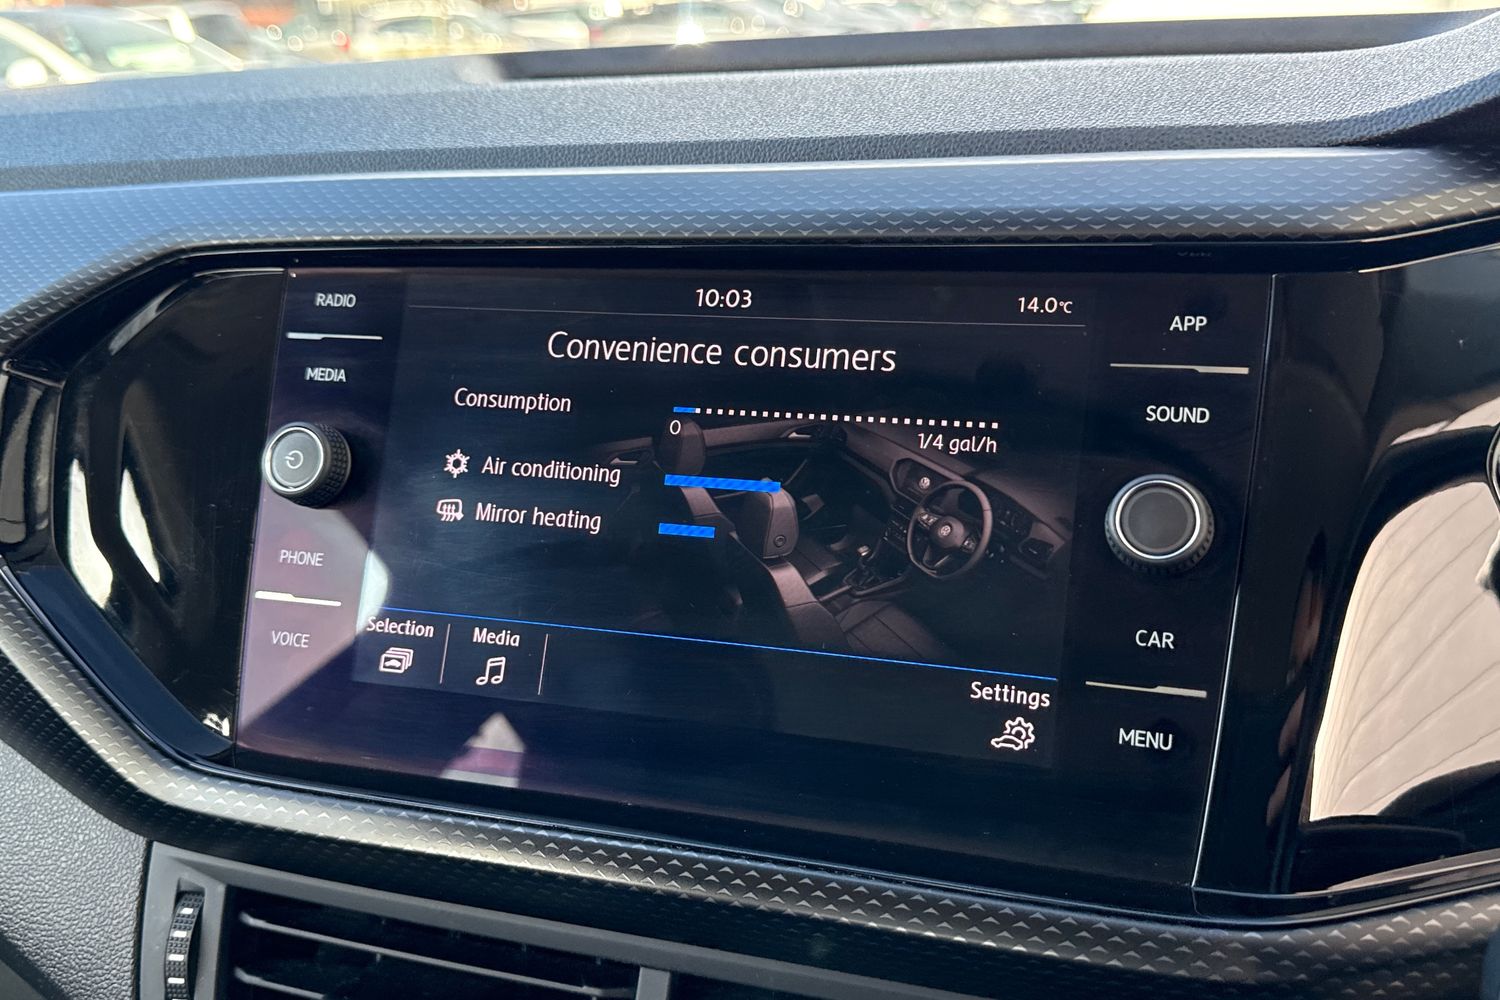 RADIO
MEDIA
PHONE
VOICE
10:03
14.0°C
Convenience consumers
Consumption
0
1/4 gal/h
Air conditioning
Mirror heating
Selection
Media
Settings
APP
SOUND
CAR
MENU